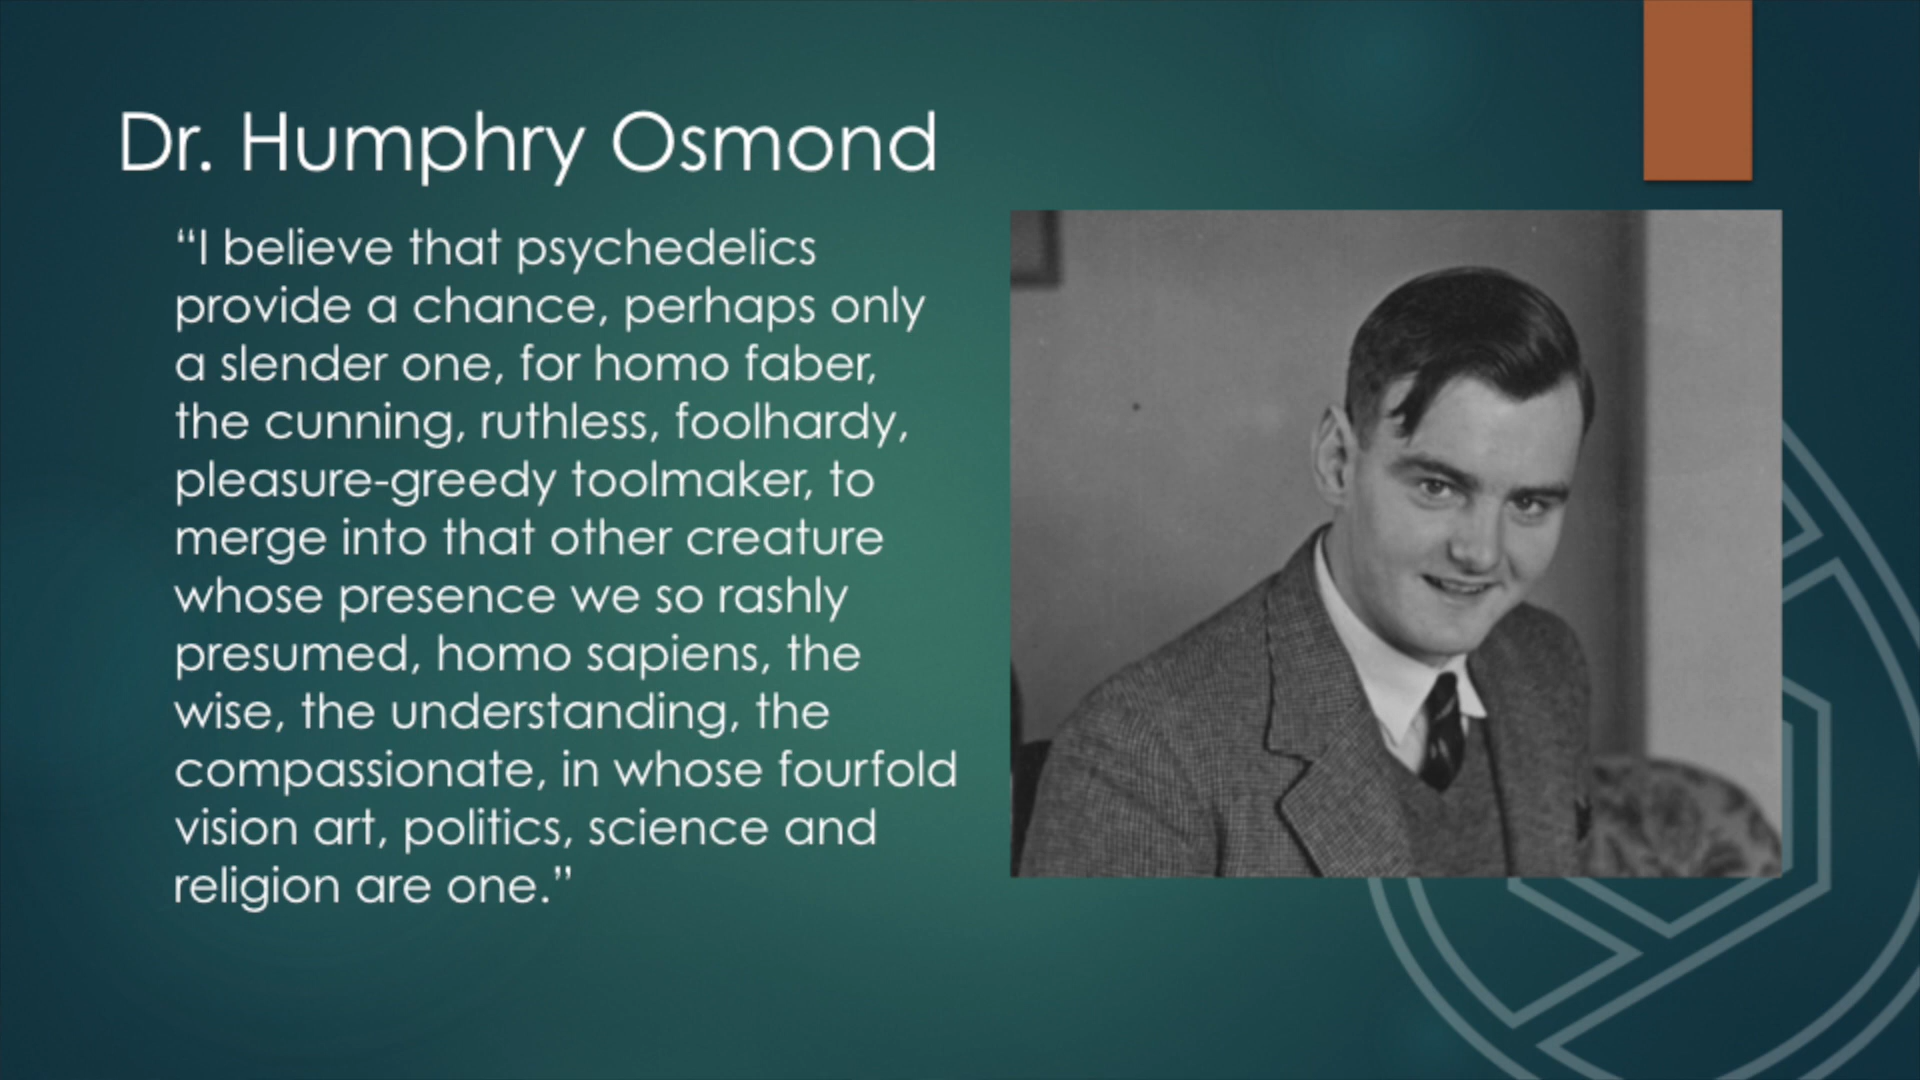 Dr. Humphry Osmond
“I believe that psychedelics
provide a chance, perhaps only
a slender one, for homo faber,
the cunning, ruthless, foolhardy,
pleasure-greedy toolmaker, to
merge into that other creature
whose presence we so rashly
presumed, homo sapiens, the
wise, the understanding, the
compassionate, in whose fourfold
vision art, politics, science and
religion are one.”